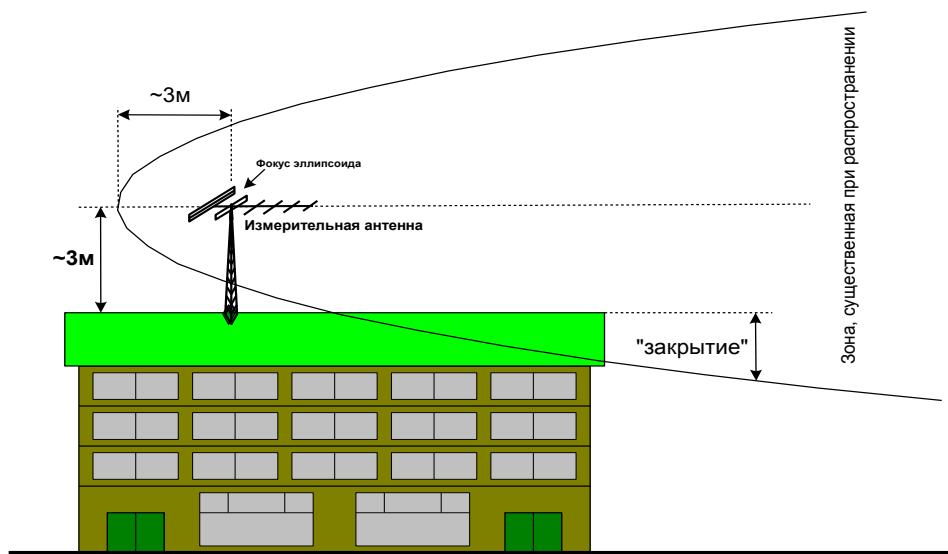 ~3м
Фокус эллипсоида
Измерительная антенна
~3м
"закрытие"
Зона, существенная при распространении